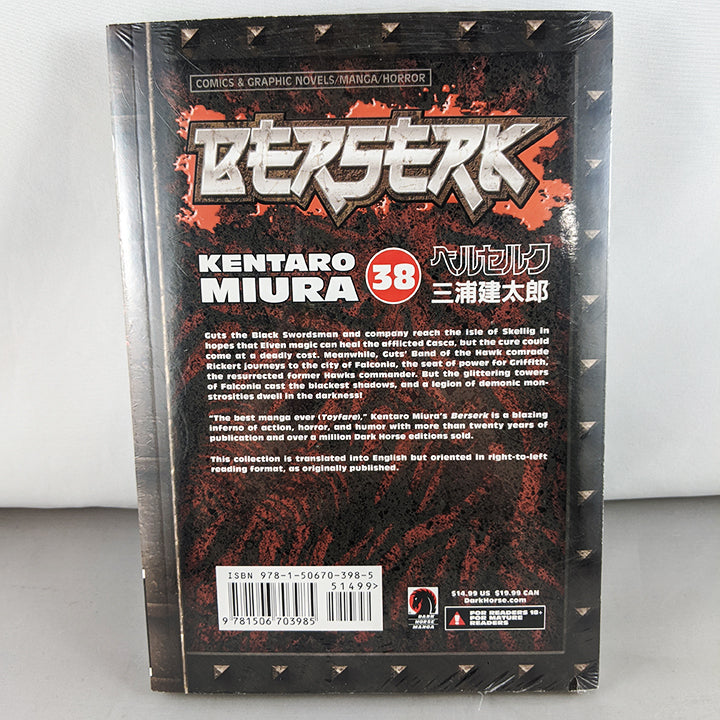 COMICS & GRAPHIC NOVELS/MANGA/HORROR
BERSERK
KENTARO
MIURA
38
ベルセルク
三浦建太郎
Guts the Black Swordsman and company reach the Isle of Skellig in
hopes that Elven magic can heal the afflicted Casca, but the cure could
come at a deadly cost. Meanwhile, Guts' Band of the Hawk comrade
Rickert journeys to the city of Falconia, the seat of power for Griffith,
the resurrected former Hawks commander. But the glittering towers
of Falconia cast the blackest shadows, and a legion of demonic mon-
strosities dwell in the darkness!
"The best manga ever (Toyfare)," Kentaro Miura's Berserk is a blazing
inferno of action, horror, and humor with more than twenty years of
publication and over a million Dark Horse editions sold.
This collection is translated into English but oriented in right-to-left
reading format, as originally published.
ISBN 978-1-50670-398-5
51499>
9 781506 703985
DARK
HORSE
MANGA
$14.99 US $19.99 CAN
DarkHorse.com
FOR READERS 18+
FOR MATURE
READERS